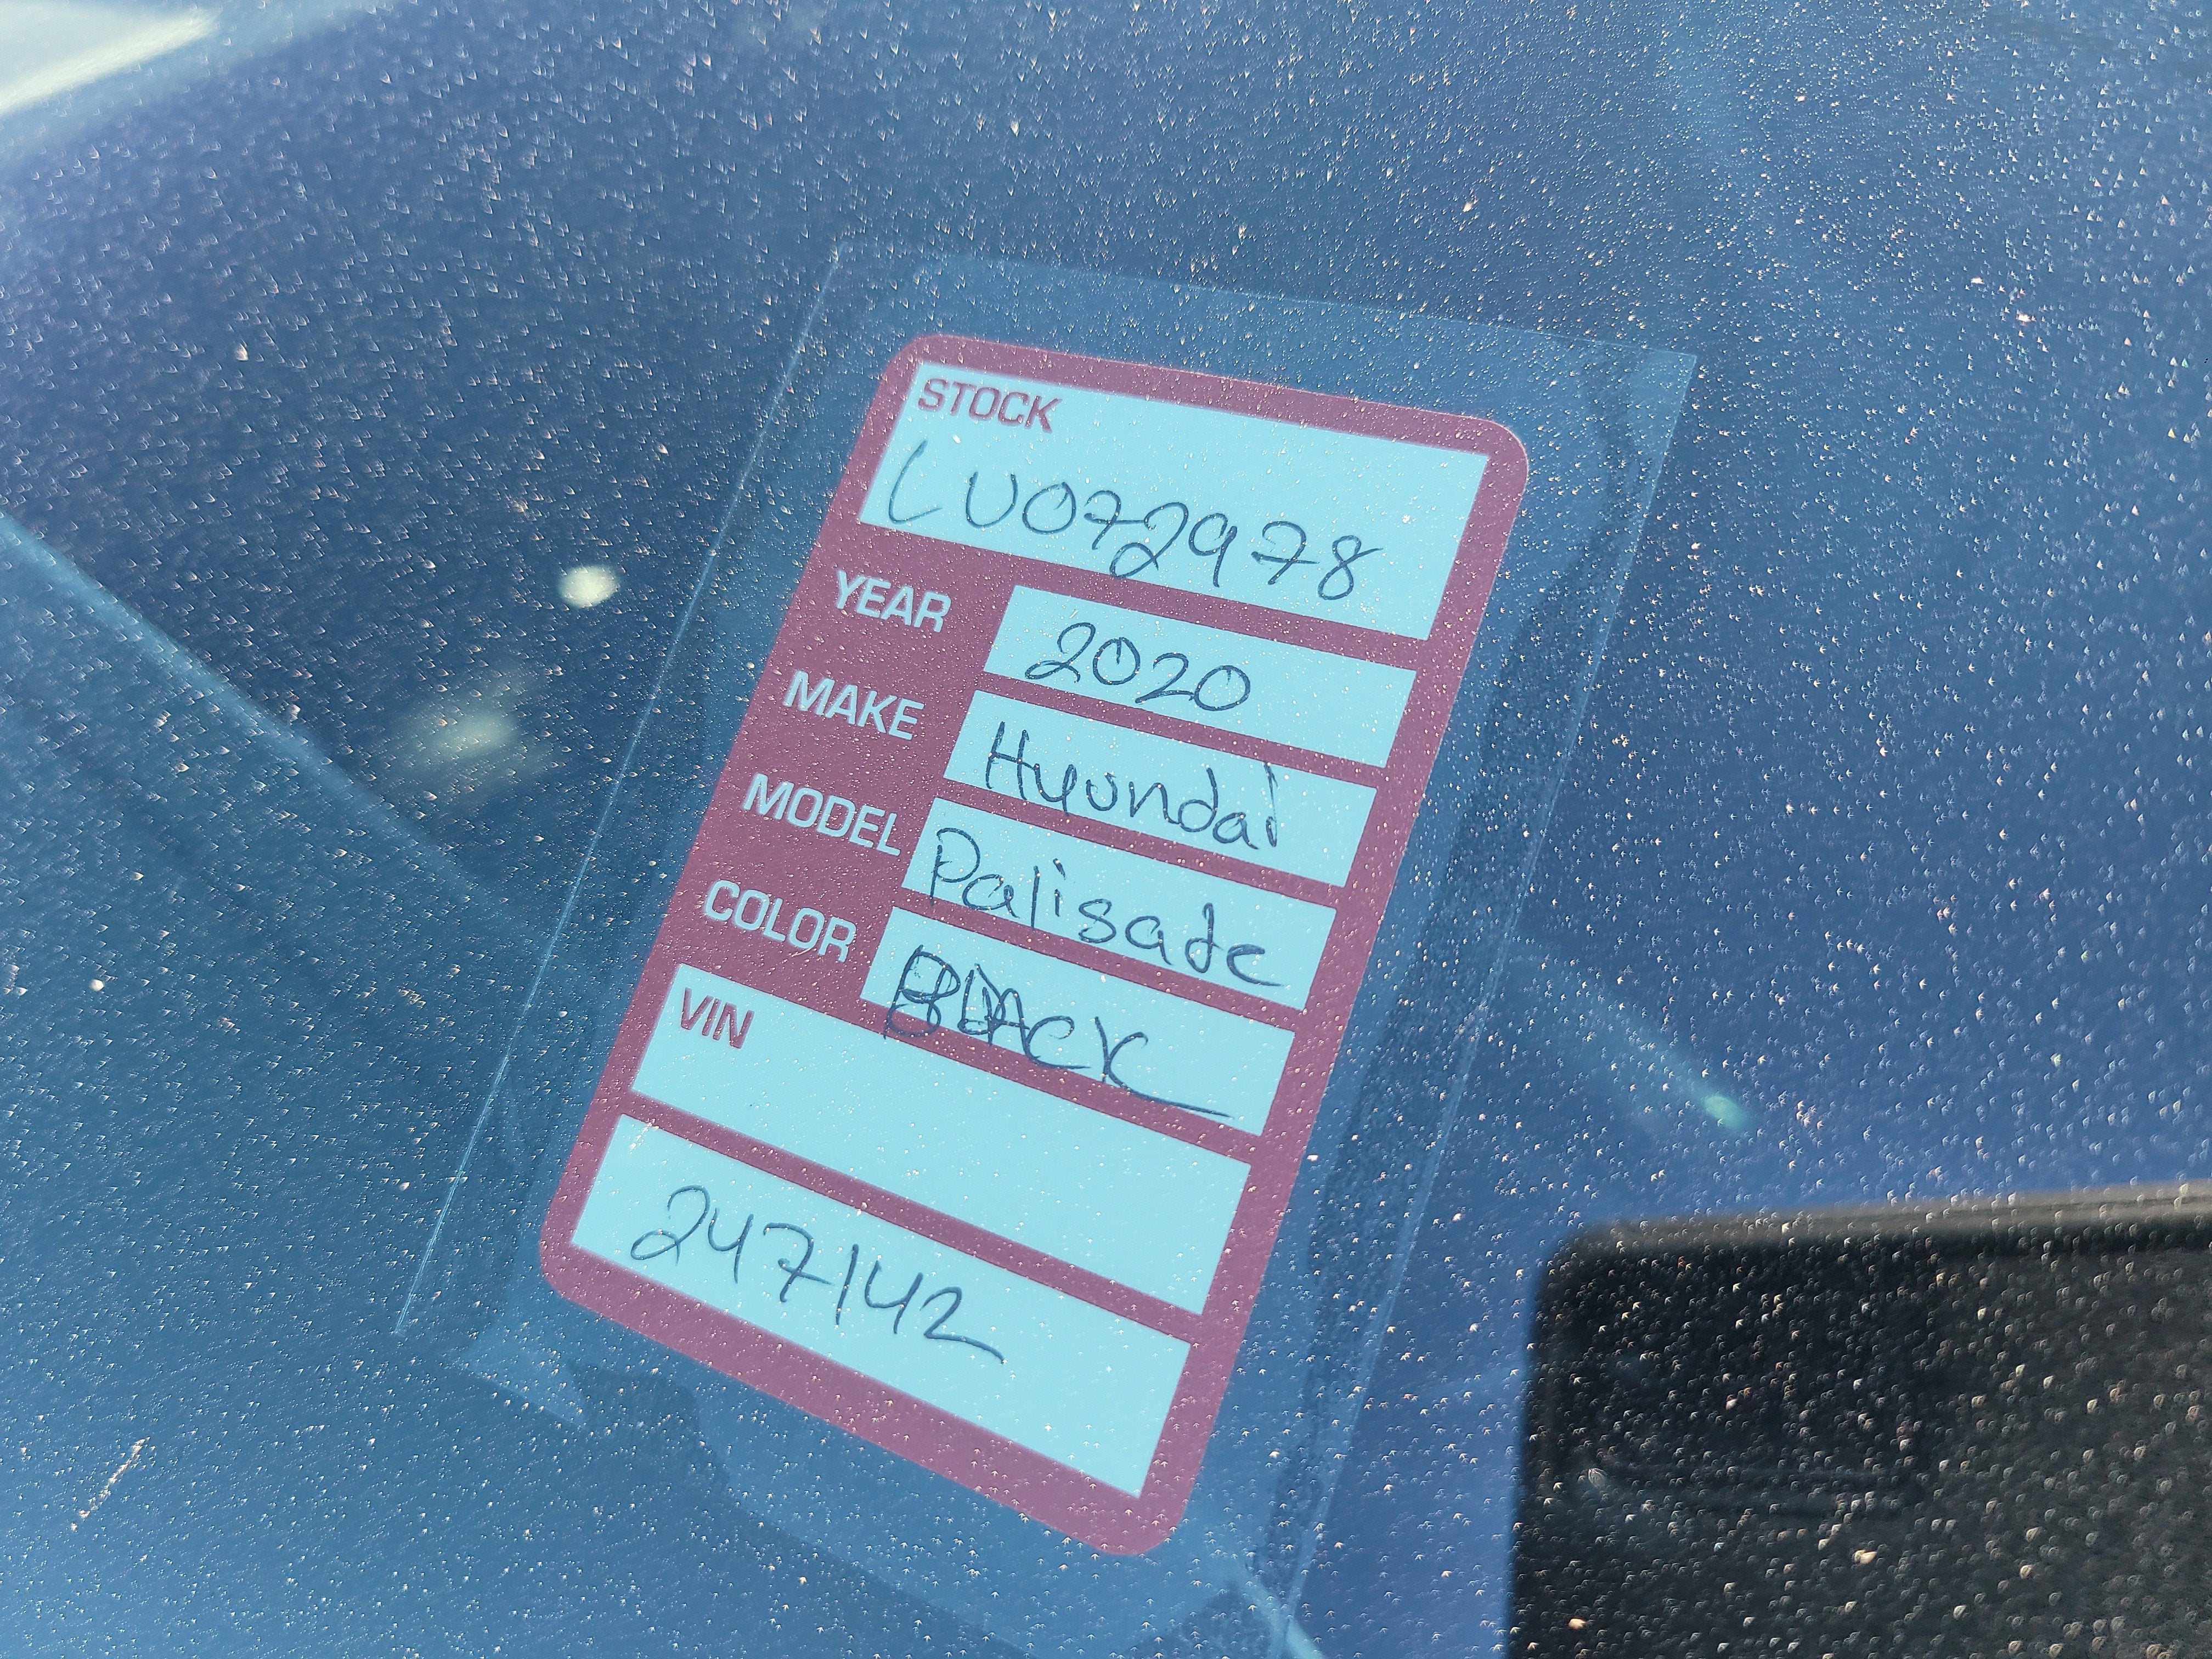 STOCK
LU072978
YEAR 2020
MAKE Hyundai
MODEL Palisade
COLOR BLACK
VIN
247142